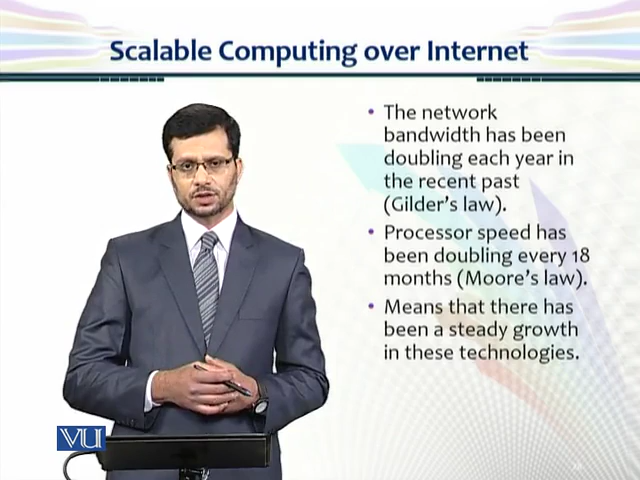 Scalable Computing over Internet
• The network
bandwidth has been
doubling each year in
the recent past
(Gilder's law).
• Processor speed has
been doubling every 18
months (Moore's law).
• Means that there has
been a steady growth
in these technologies.
VU